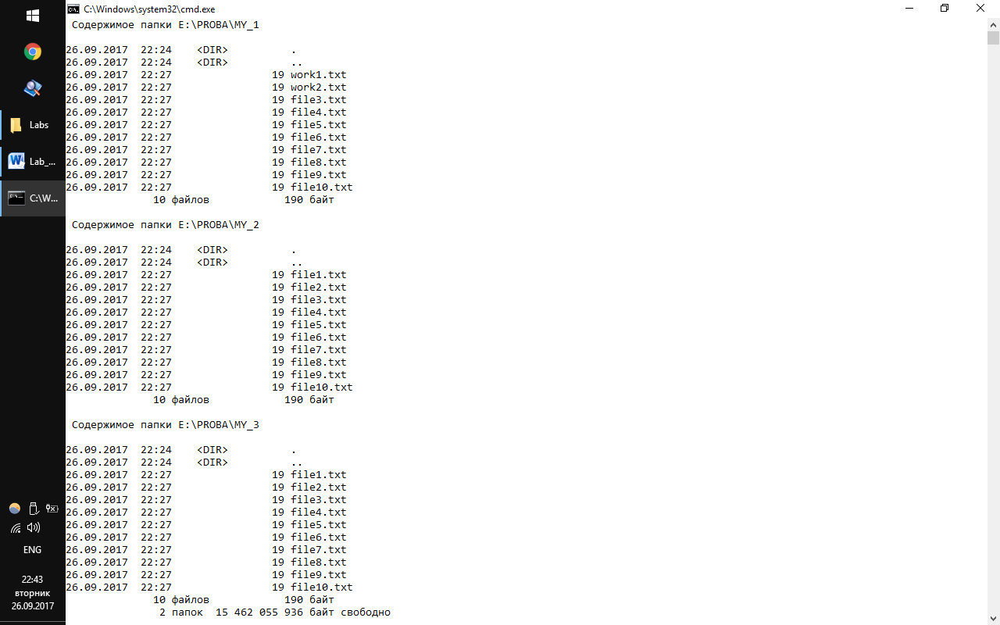 C:\Windows\system32\cmd.exe
Содержимое папки E:\PROBA\MY_1
26.09.2017 22:24 <DIR> .
26.09.2017 22:24 <DIR> ..
26.09.2017 22:27 19 work1.txt
26.09.2017 22:27 19 work2.txt
26.09.2017 22:27 19 file3.txt
26.09.2017 22:27 19 file4.txt
26.09.2017 22:27 19 file5.txt
26.09.2017 22:27 19 file6.txt
26.09.2017 22:27 19 file7.txt
26.09.2017 22:27 19 file8.txt
26.09.2017 22:27 19 file9.txt
26.09.2017 22:27 19 file10.txt
10 файлов 190 байт
Содержимое папки E:\PROBA\MY_2
26.09.2017 22:24 <DIR> .
26.09.2017 22:24 <DIR> ..
26.09.2017 22:27 19 file1.txt
26.09.2017 22:27 19 file2.txt
26.09.2017 22:27 19 file3.txt
26.09.2017 22:27 19 file4.txt
26.09.2017 22:27 19 file5.txt
26.09.2017 22:27 19 file6.txt
26.09.2017 22:27 19 file7.txt
26.09.2017 22:27 19 file8.txt
26.09.2017 22:27 19 file9.txt
26.09.2017 22:27 19 file10.txt
10 файлов 190 байт
Содержимое папки E:\PROBA\MY_3
26.09.2017 22:24 <DIR> .
26.09.2017 22:24 <DIR> ..
26.09.2017 22:27 19 file1.txt
26.09.2017 22:27 19 file2.txt
26.09.2017 22:27 19 file3.txt
26.09.2017 22:27 19 file4.txt
26.09.2017 22:27 19 file5.txt
26.09.2017 22:27 19 file6.txt
26.09.2017 22:27 19 file7.txt
26.09.2017 22:27 19 file8.txt
26.09.2017 22:27 19 file9.txt
26.09.2017 22:27 19 file10.txt
10 файлов 190 байт
2 папок 15 462 055 936 байт свободно
Labs
Lab_...
C:\W...
ENG
22:43
вторник
26.09.2017